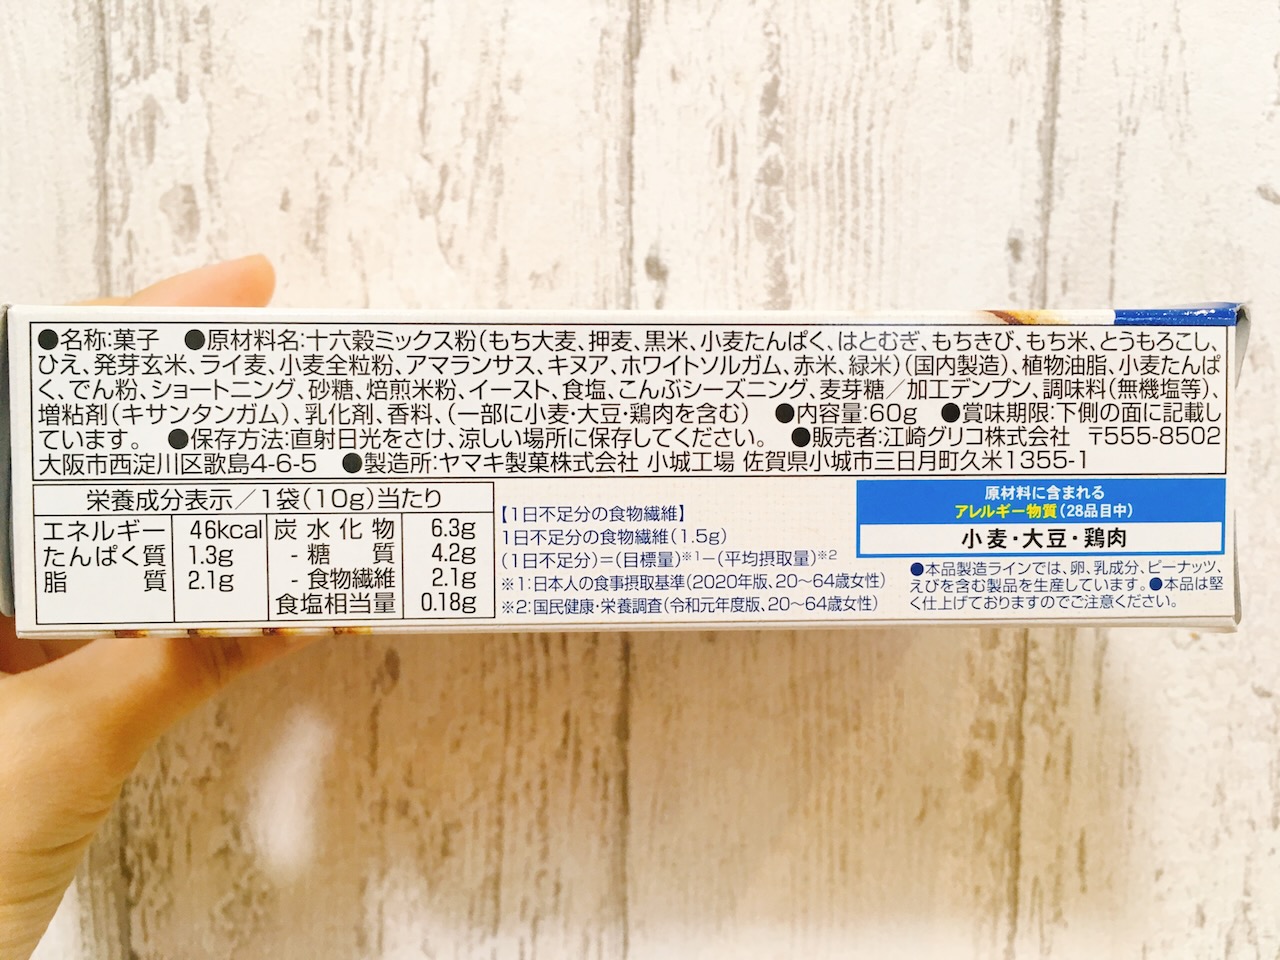 ●名称:菓子 ●原材料名:十六穀ミックス粉(もち大麦、押麦、黒米、小麦たんぱく、はとむぎ、もちきび、もち米、とうもろこし、
ひえ、発芽玄米、ライ麦、小麦全粒粉、アマランサス、キヌア、ホワイトソルガム、赤米、緑米)(国内製造)、植物油脂、小麦たんぱ
く、でん粉、ショートニング、砂糖、焙煎米粉、イースト、食塩、こんぶシーズニング、麦芽糖/加工デンプン、調味料(無機塩等)、
増粘剤(キサンタンガム)、乳化剤、香料、(一部に小麦・大豆・鶏肉を含む) ●内容量:60g ●賞味期限:下側の面に記載し
ています。 ●保存方法:直射日光をさけ、涼しい場所に保存してください。 ●販売者:江崎グリコ株式会社 〒555-8502
大阪市西淀川区歌島4-6-5 ●製造所:ヤマキ製菓株式会社 小城工場 佐賀県小城市三日月町久米1355-1
栄養成分表示/1袋(10g)当たり
エネルギー 46kcal 炭水化物 6.3g
たんぱく質 1.3g -糖質 4.2g
脂質 2.1g -食物繊維 2.1g
食塩相当量 0.18g
【1日不足分の食物繊維】
1日不足分の食物繊維(1.5g)
(1日不足分)=(目標量)※1-(平均摂取量)※2
※1:日本人の食事摂取基準(2020年版、20〜64歳女性)
※2:国民健康・栄養調査(令和元年度版、20〜64歳女性)
原材料に含まれる
アレルギー物質(28品目中)
小麦・大豆・鶏肉
●本品製造ラインでは、卵、乳成分、ピーナッツ、
えびを含む製品を生産しています。●本品は堅
く仕上げておりますのでご注意ください。